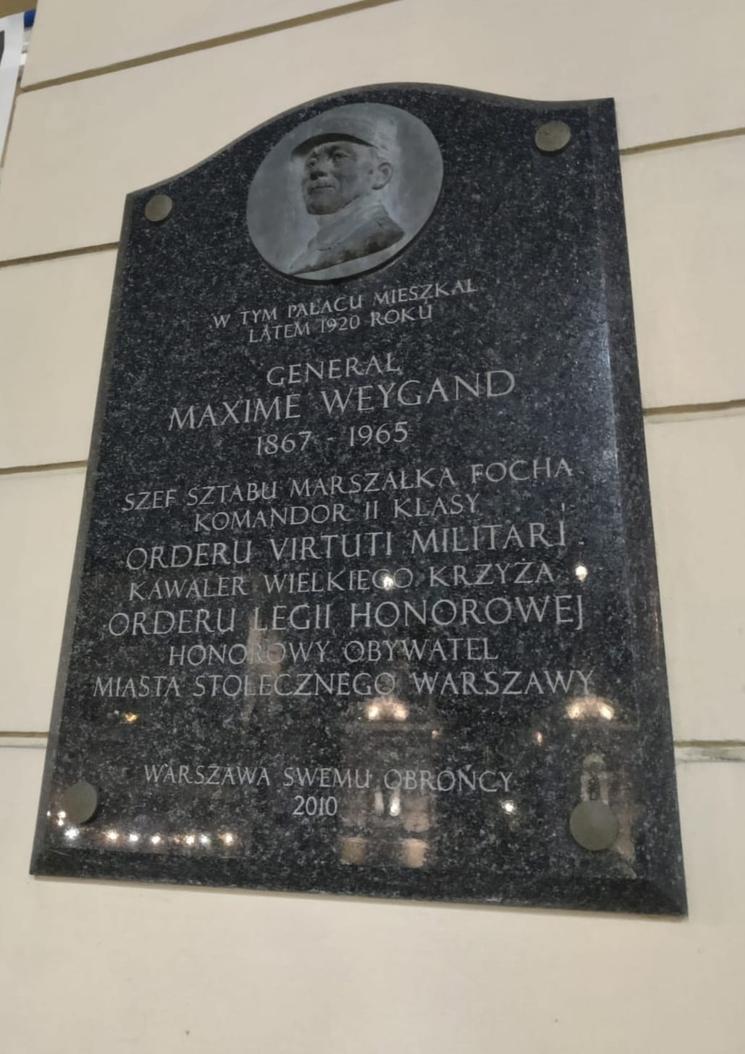 W TYM PAŁACU MIESZKAŁ
LATEM 1920 ROKU
GENERAŁ
MAXIME WEYGAND
1867 - 1965
SZEF SZTABU MARSZAŁKA FOCHA
KOMANDOR II KLASY
ORDERU VIRTUTI MILITARI
KAWALER WIELKIEGO KRZYŻA
ORDERU LEGII HONOROWEJ
HONOROWY OBYWATEL
MIASTA STOŁECZNEGO WARSZAWY
WARSZAWA SWEMU OBROŃCY
2010